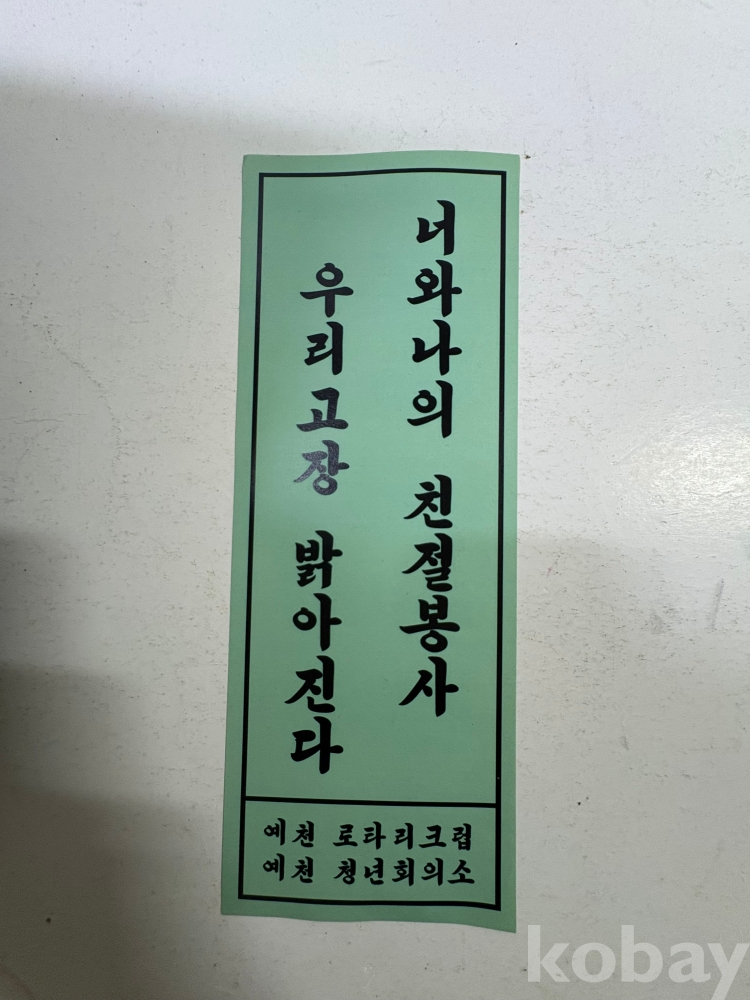 너와나의 친절봉사
우리고장 밝아진다
예천 로타리크럽
예천 청년회의소
kobay